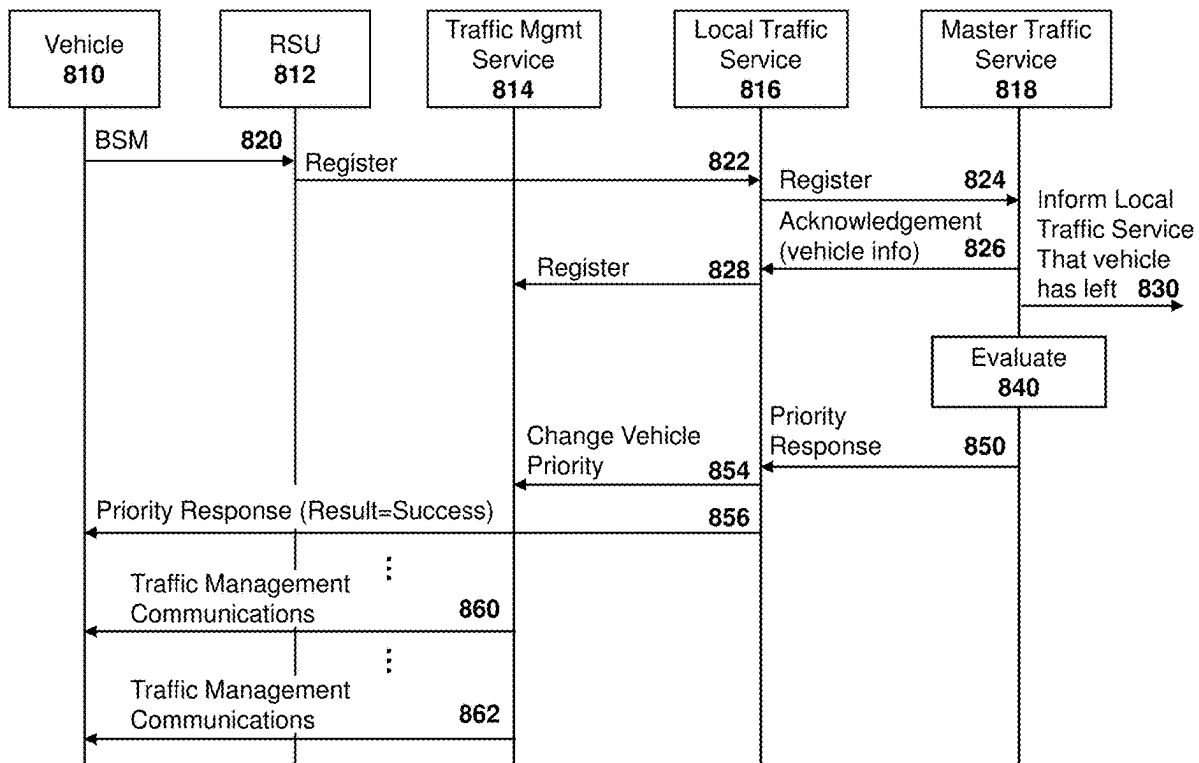 Vehicle
810
RSU
812
Traffic Mgmt
Service
814
Local Traffic
Service
816
Master Traffic
Service
818
BSM 820
Register 822
Register 824
Acknowledgement
(vehicle info) 826
Register 828
Inform Local
Traffic Service
That vehicle
has left 830
Evaluate
840
Priority
Response 850
Change Vehicle
Priority 854
Priority Response (Result=Success) 856
Traffic Management
Communications 860
Traffic Management
Communications 862